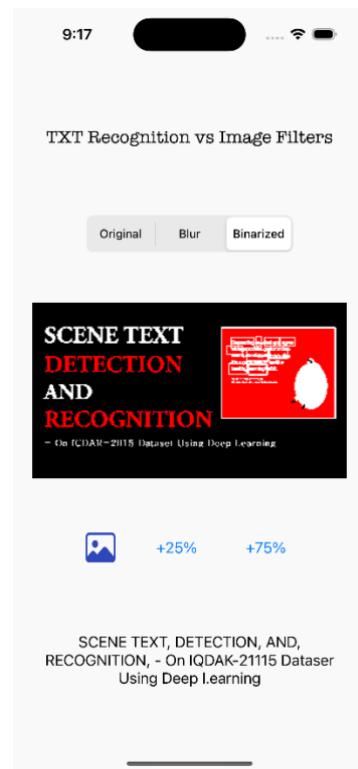 9:17
TXT Recognition vs Image Filters
Original Blur Binarized
SCENE TEXT
DETECTION
AND
RECOGNITION
- On ICDAR-2115 Dataset Using Deep Learning
+25% +75%
SCENE TEXT, DETECTION, AND,
RECOGNITION, - On IQDAK-21115 Dataser
Using Deep l.earning